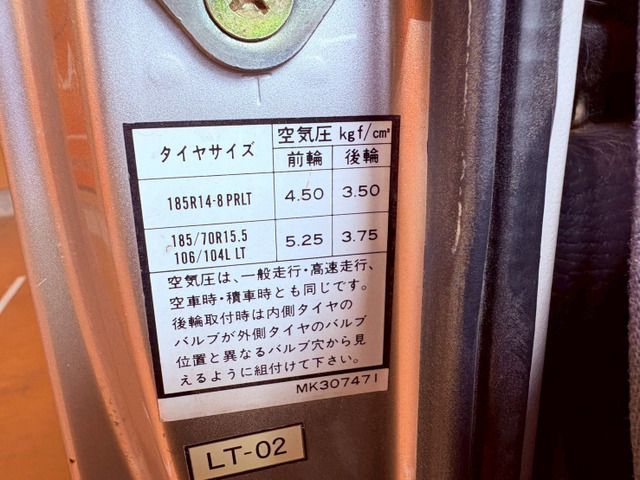 タイヤサイズ 空気圧 kgf/cm²
前輪 後輪
185R14-8PRLT 4.50 3.50
185/70R15.5
106/104L LT 5.25 3.75
空気圧は、一般走行・高速走行、
空車時・積車時とも同じです。
後輪取付時は内側タイヤの
バルブが外側タイヤのバルブ
位置と異なるバルブ穴から見
えるように組付けて下さい。
MK307471
LT-02